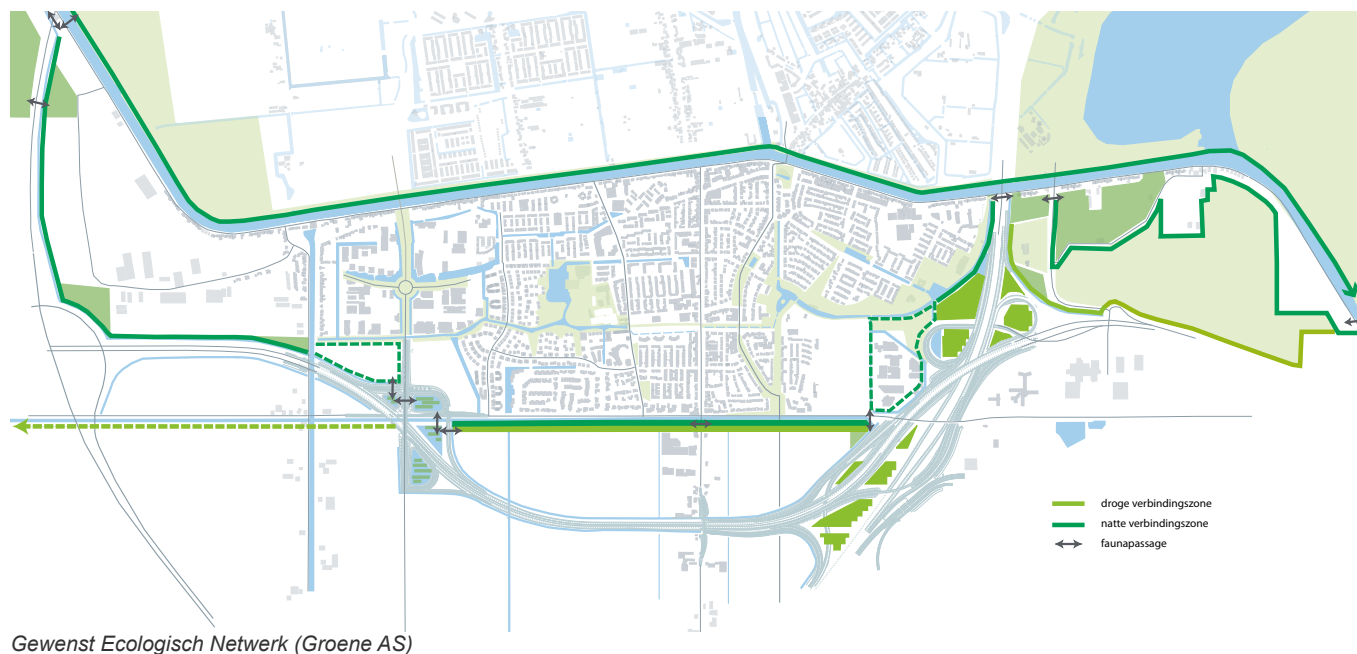 droge verbindingszone
natte verbindingszone
faunapassage
Gewenst Ecologisch Netwerk (Groene AS)